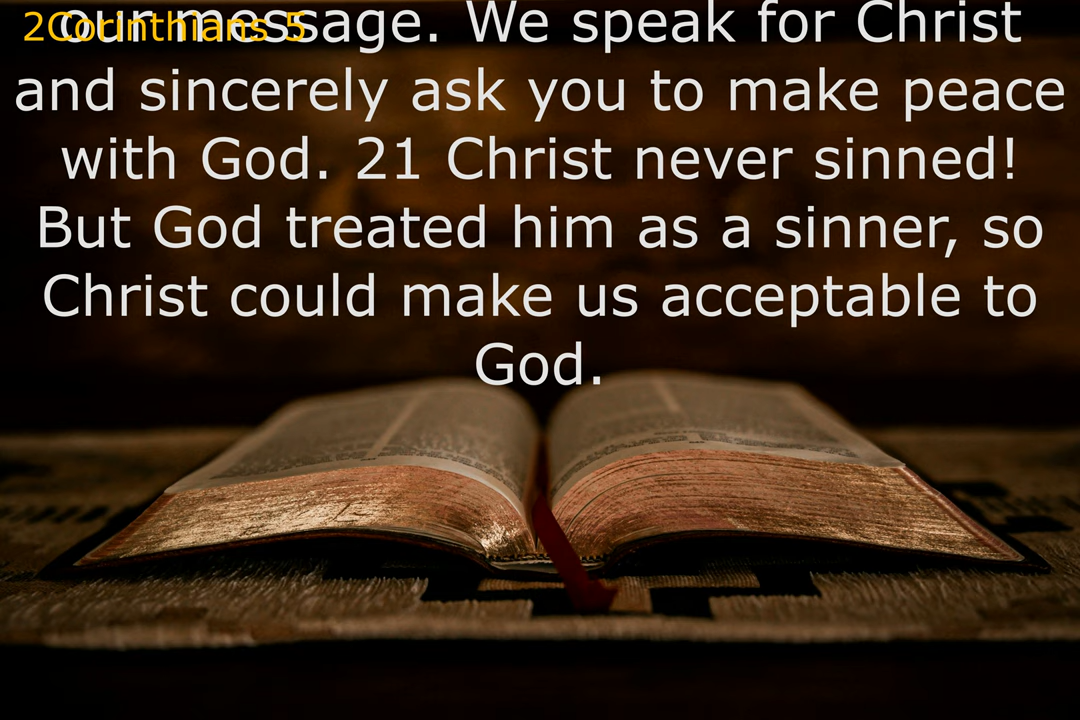 2Corinthians 5
our message. We speak for Christ
and sincerely ask you to make peace
with God. 21 Christ never sinned!
But God treated him as a sinner, so
Christ could make us acceptable to
God.